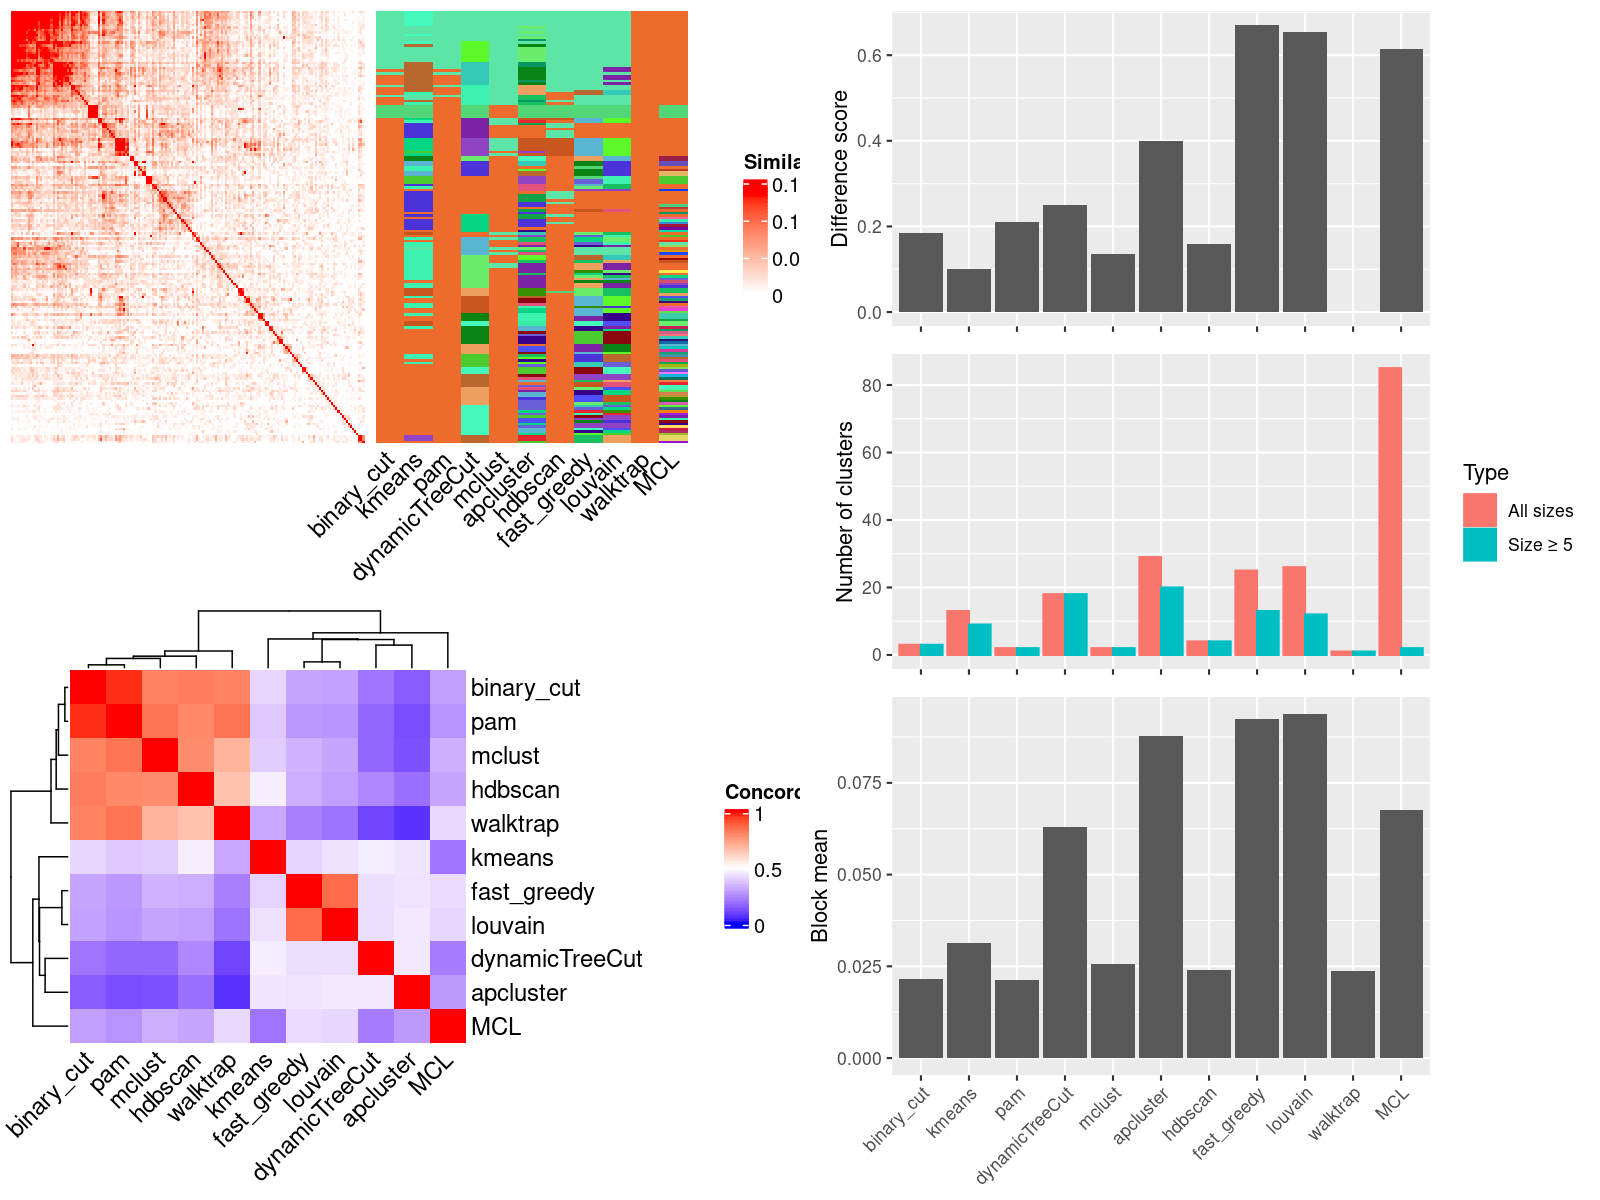 Simila
0.1
0.1
0.0
0
binary_cut
kmeans
pam
dynamicTreeCut
mclust
apcluster
hdbscan
fast_greedy
louvain
walktrap
MCL
binary_cut
pam
mclust
hdbscan
walktrap
kmeans
fast_greedy
louvain
dynamicTreeCut
apcluster
MCL
binary_cut
pam
mclust
hdbscan
walktrap
kmeans
fast_greedy
louvain
dynamicTreeCut
apcluster
MCL
Concord
1
0.5
0
Difference score
0.6
0.4
0.2
0.0
Number of clusters
80
60
40
20
0
Type
All sizes
Size ≥ 5
Block mean
0.075
0.050
0.025
0.000
binary_cut
kmeans
pam
dynamicTreeCut
mclust
apcluster
hdbscan
fast_greedy
louvain
walktrap
MCL